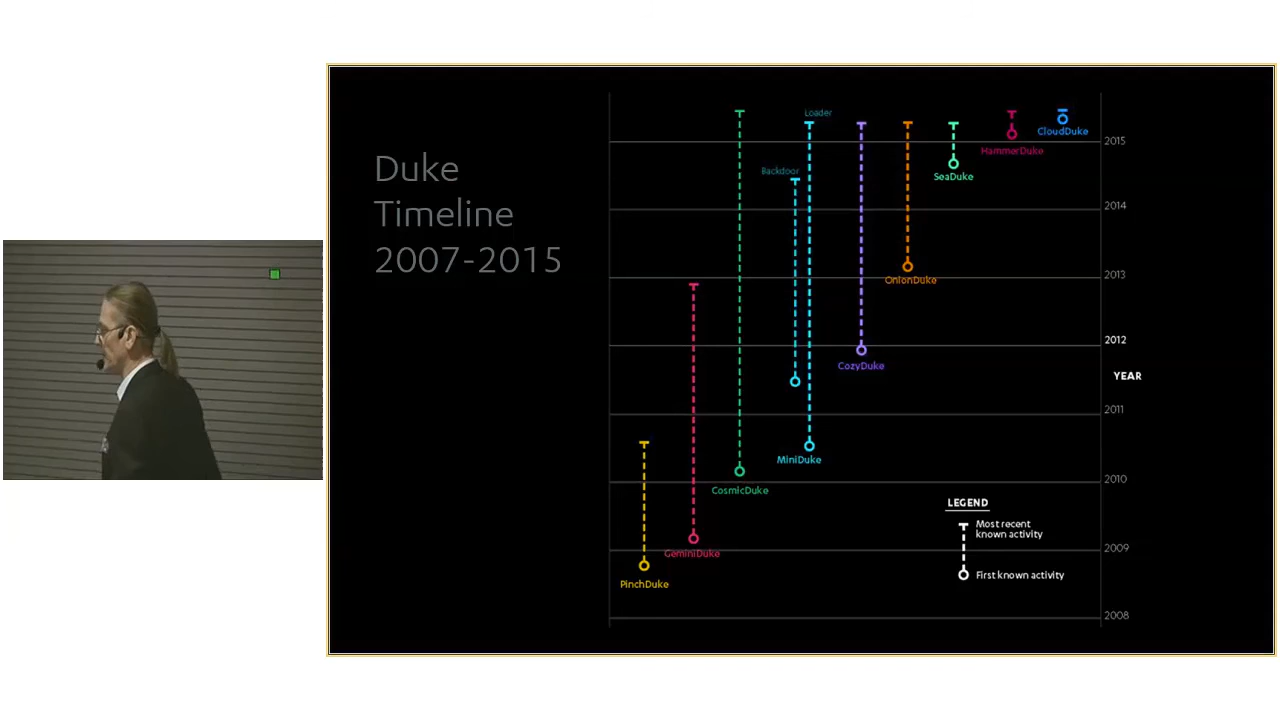 Duke
Timeline
2007-2015
Loader
CloudDuke
2015
HammerDuke
Backdoor
SeaDuke
2014
2013
OnionDuke
2012
CozyDuke
YEAR
2011
MiniDuke
2010
CosmicDuke
LEGEND
Most recent
known activity
2009
GeminiDuke
First known activity
PinchDuke
2008